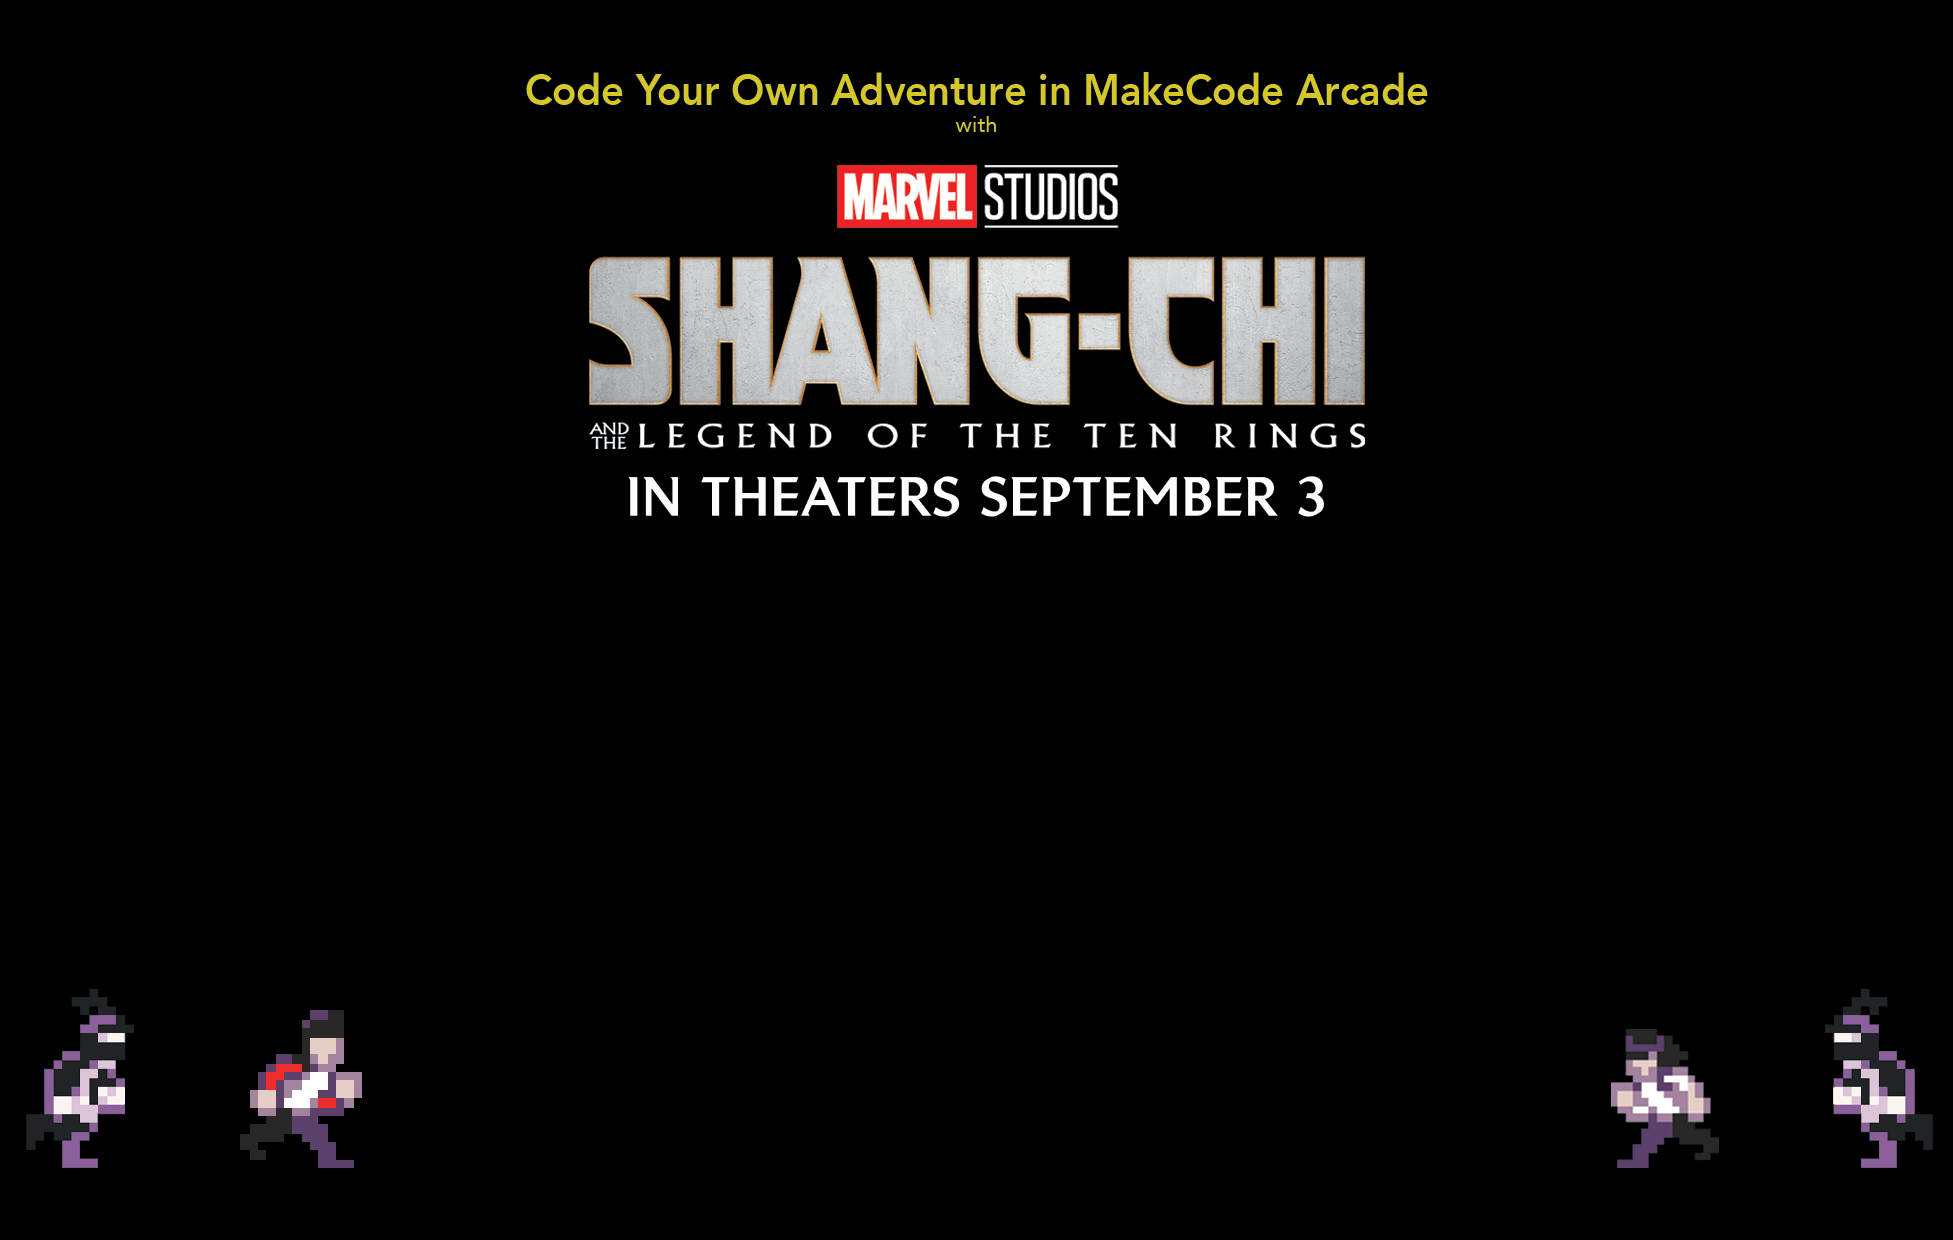 Code Your Own Adventure in MakeCode Arcade
with
MARVEL STUDIOS
SHANG-CHI
AND THE LEGEND OF THE TEN RINGS
IN THEATERS SEPTEMBER 3